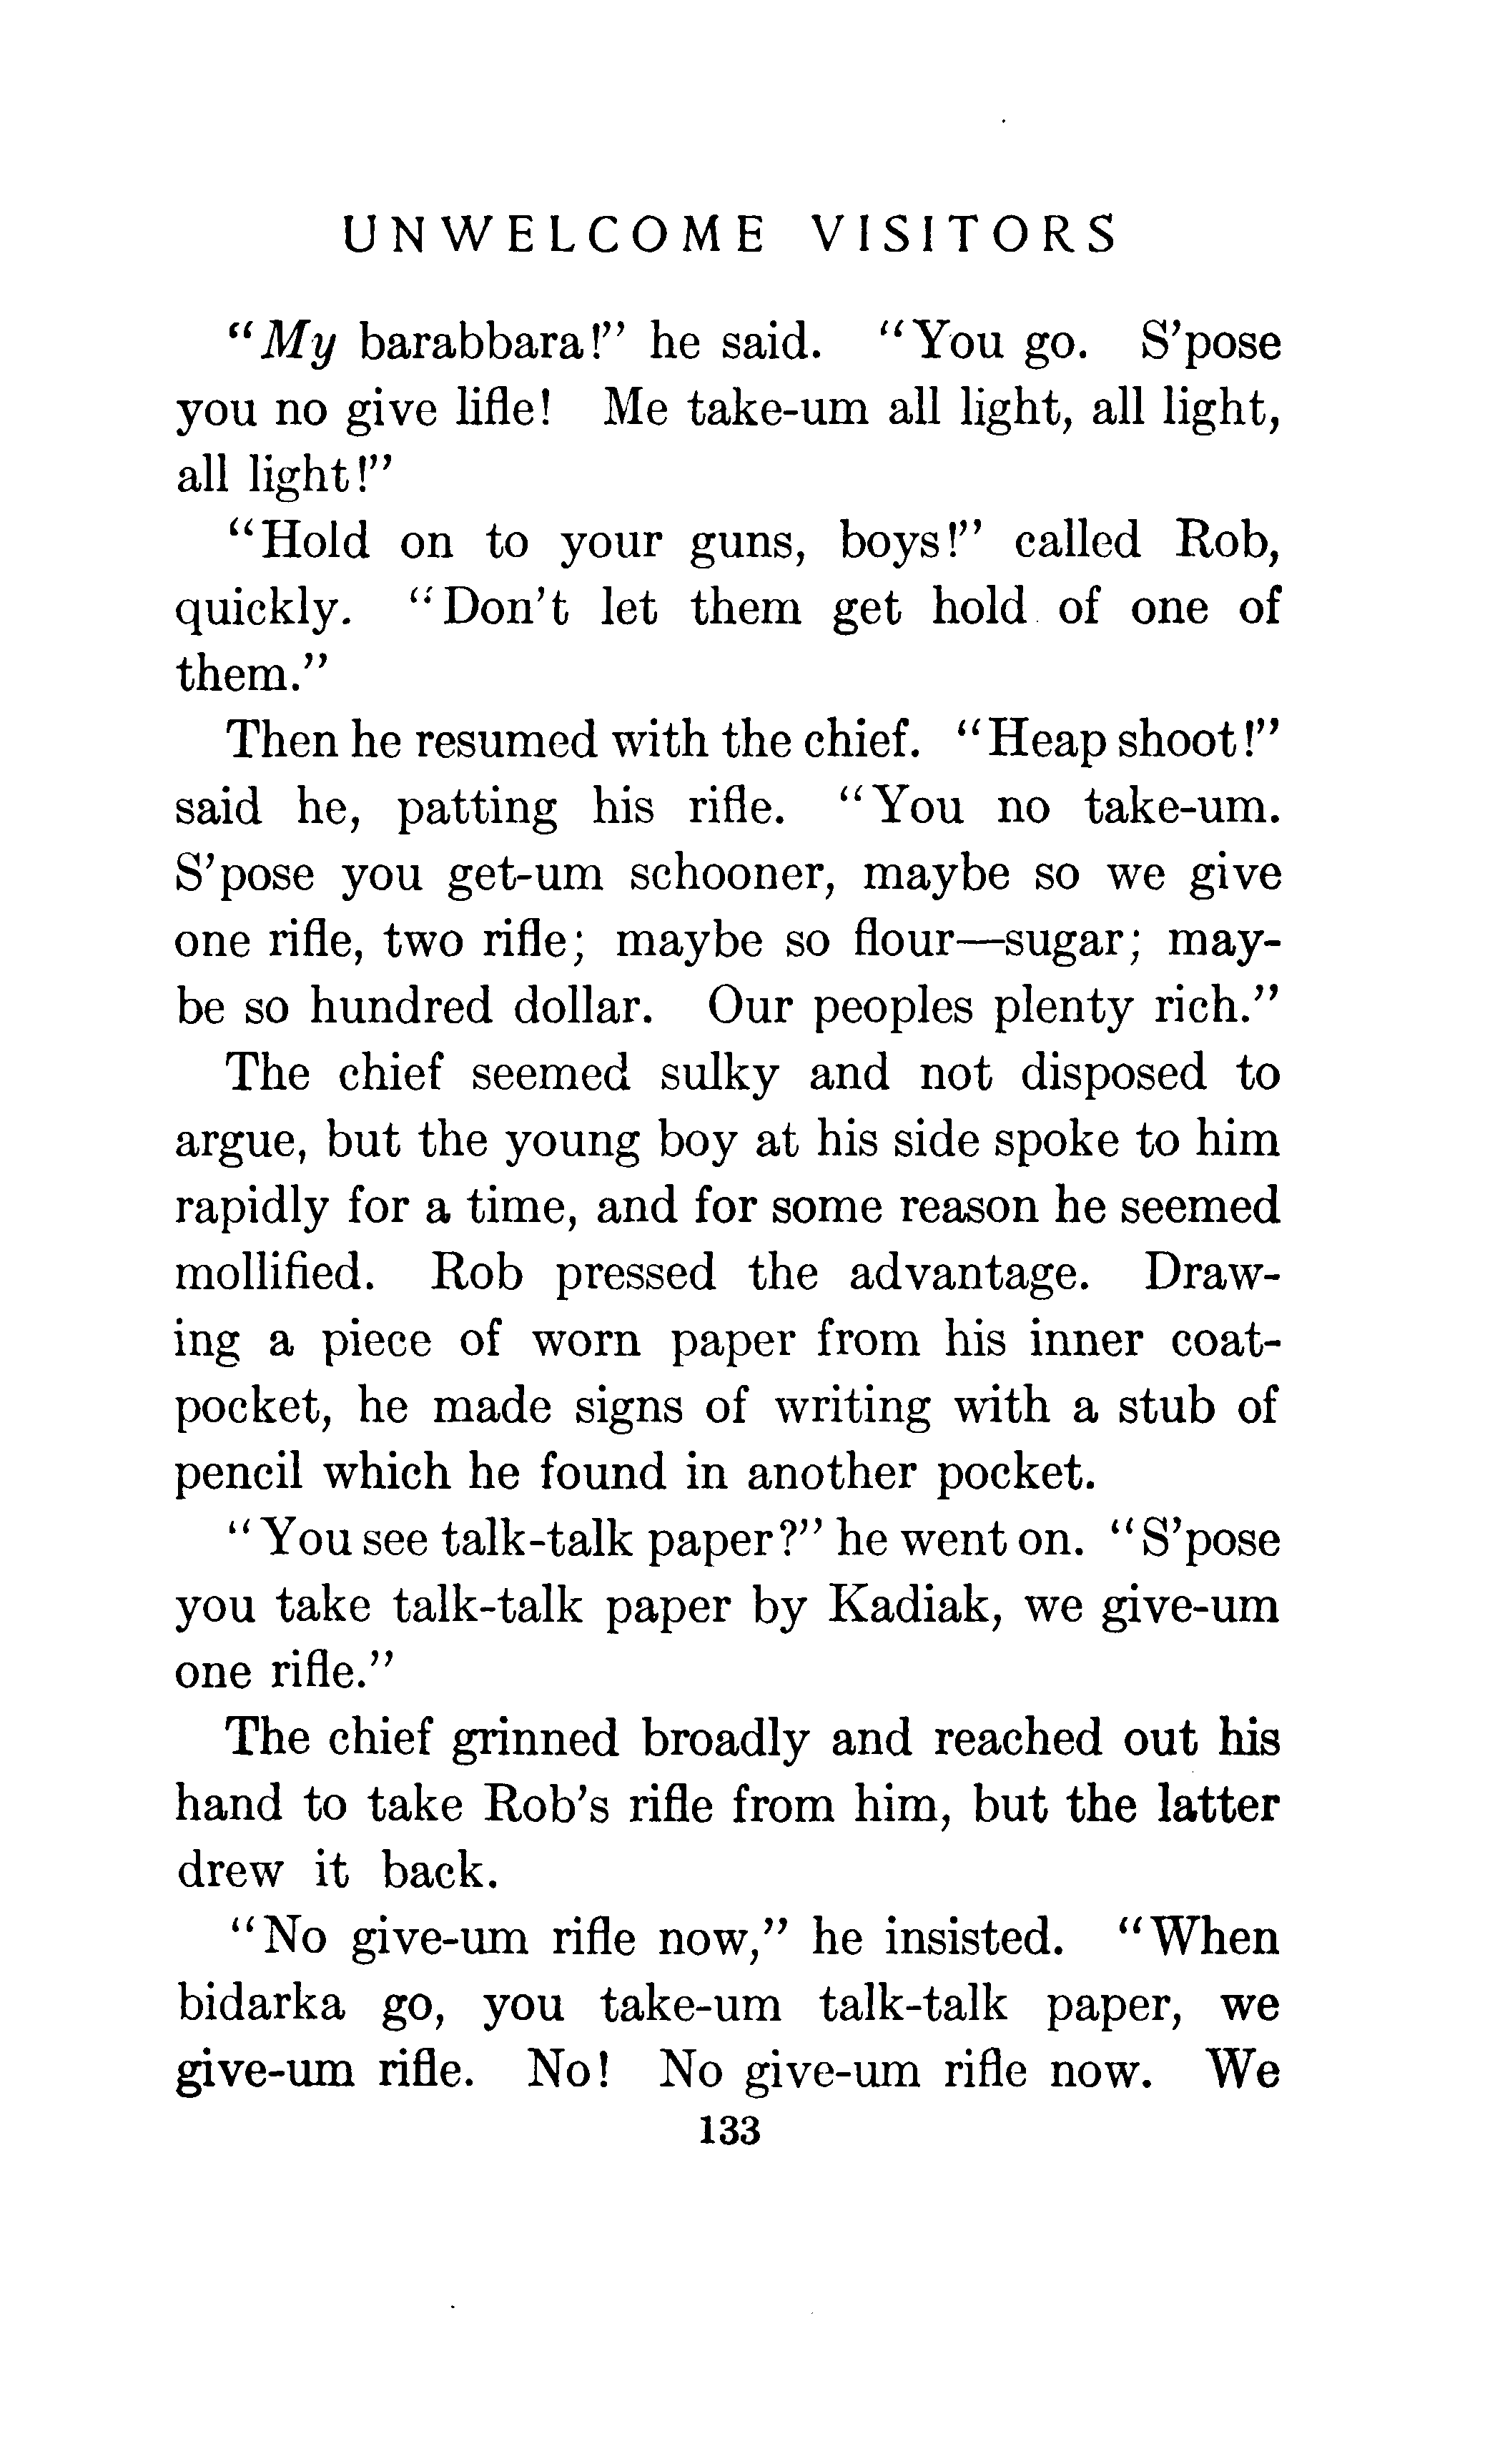 UNWELCOME VISITORS
"My barabbara!" he said. "You go. S'pose
you no give lifle! Me take-um all light, all light,
all light!"
"Hold on to your guns, boys!" called Rob,
quickly. "Don't let them get hold of one of
them."
Then he resumed with the chief. "Heap shoot!"
said he, patting his rifle. "You no take-um.
S'pose you get-um schooner, maybe so we give
one rifle, two rifle; maybe so flour—sugar; may-
be so hundred dollar. Our peoples plenty rich."
The chief seemed sulky and not disposed to
argue, but the young boy at his side spoke to him
rapidly for a time, and for some reason he seemed
mollified. Rob pressed the advantage. Draw-
ing a piece of worn paper from his inner coat-
pocket, he made signs of writing with a stub of
pencil which he found in another pocket.
"You see talk-talk paper?" he went on. "S'pose
you take talk-talk paper by Kadiak, we give-um
one rifle."
The chief grinned broadly and reached out his
hand to take Rob's rifle from him, but the latter
drew it back.
"No give-um rifle now," he insisted. "When
bidarka go, you take-um talk-talk paper, we
give-um rifle. No! No give-um rifle now. We
133